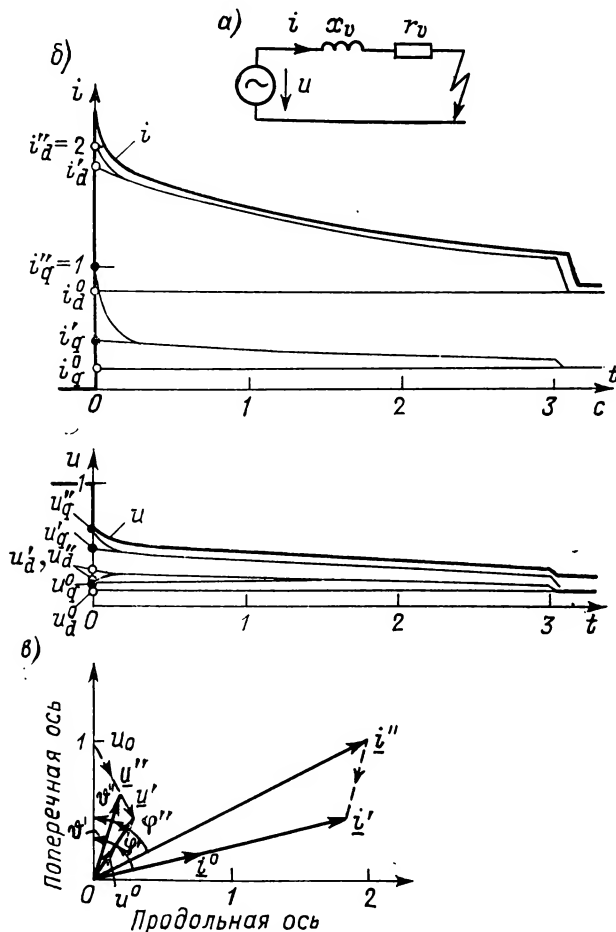 а)
i
x_v
r_v
u
б)
i
i''_d = 2
i'_d
i
i''_q = 1
i^0_d
i'_q
i^0_q
0
1
2
3
t
с
u
1
u''_q
u'_q
u'_d, u''_d
u^0_q
u^0_d
u
0
1
2
3
t
в)
Поперечная ось
1
u_0
u''
u'
ϑ''
ϑ'
φ''
φ'
i''
i'
i^0
u^0
0
1
2
Продольная ось